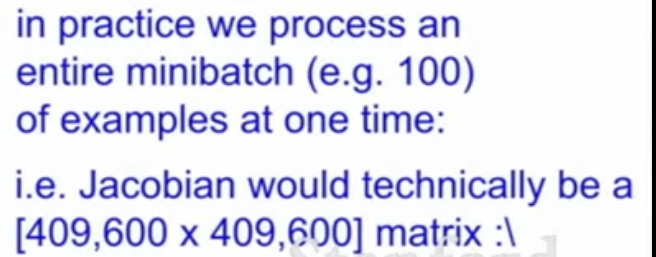 in practice we process an
entire minibatch (e.g. 100)
of examples at one time:
i.e. Jacobian would technically be a
[409,600 x 409,600] matrix :\